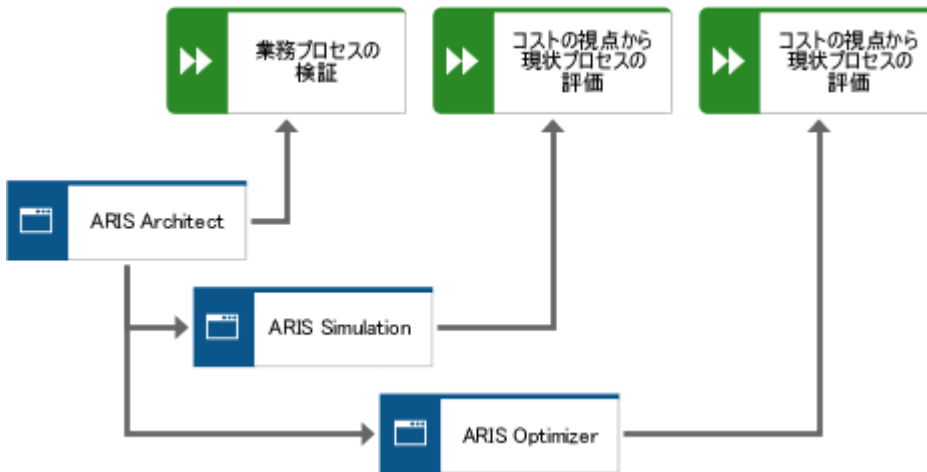 業務プロセスの
検証
コストの視点から
現状プロセスの
評価
コストの視点から
現状プロセスの
評価
ARIS Architect
ARIS Simulation
ARIS Optimizer